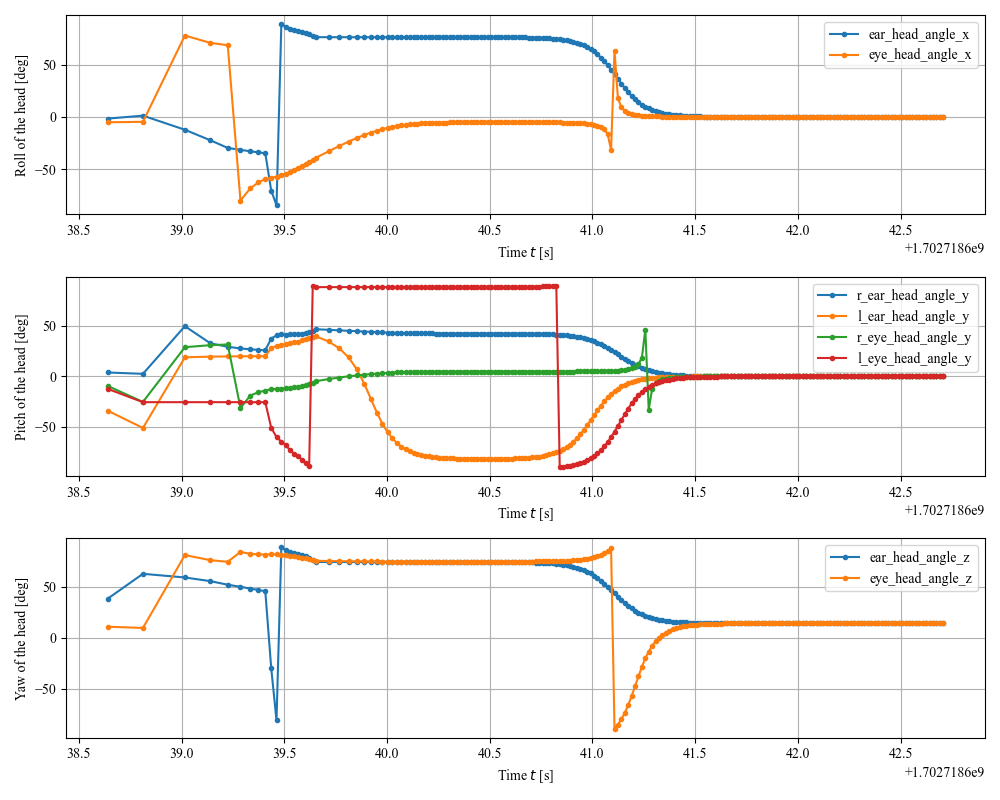 Roll of the head [deg]
50
0
−50
ear_head_angle_x
eye_head_angle_x
38.5 39.0 39.5 40.0 40.5 41.0 41.5 42.0 42.5
Time t [s]
+1.7027186e9
Pitch of the head [deg]
50
0
−50
r_ear_head_angle_y
l_ear_head_angle_y
r_eye_head_angle_y
l_eye_head_angle_y
38.5 39.0 39.5 40.0 40.5 41.0 41.5 42.0 42.5
Time t [s]
+1.7027186e9
Yaw of the head [deg]
50
0
−50
ear_head_angle_z
eye_head_angle_z
38.5 39.0 39.5 40.0 40.5 41.0 41.5 42.0 42.5
Time t [s]
+1.7027186e9